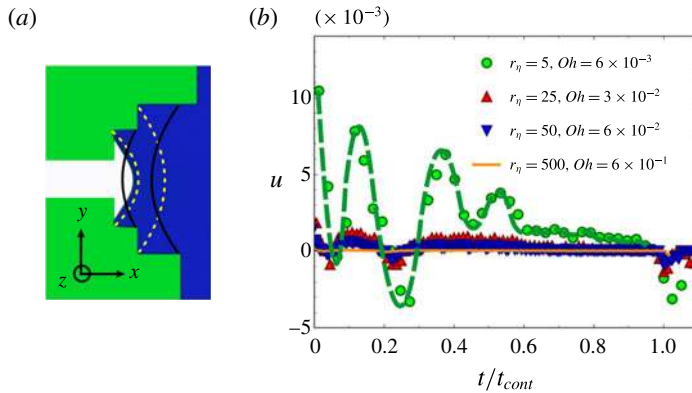 (a)
y
z
x
(b)
(× 10⁻³)
10
5
0
−5
u
r_η = 5, Oh = 6 × 10⁻³
r_η = 25, Oh = 3 × 10⁻²
r_η = 50, Oh = 6 × 10⁻²
r_η = 500, Oh = 6 × 10⁻¹
0 0.2 0.4 0.6 0.8 1.0
t/t_cont